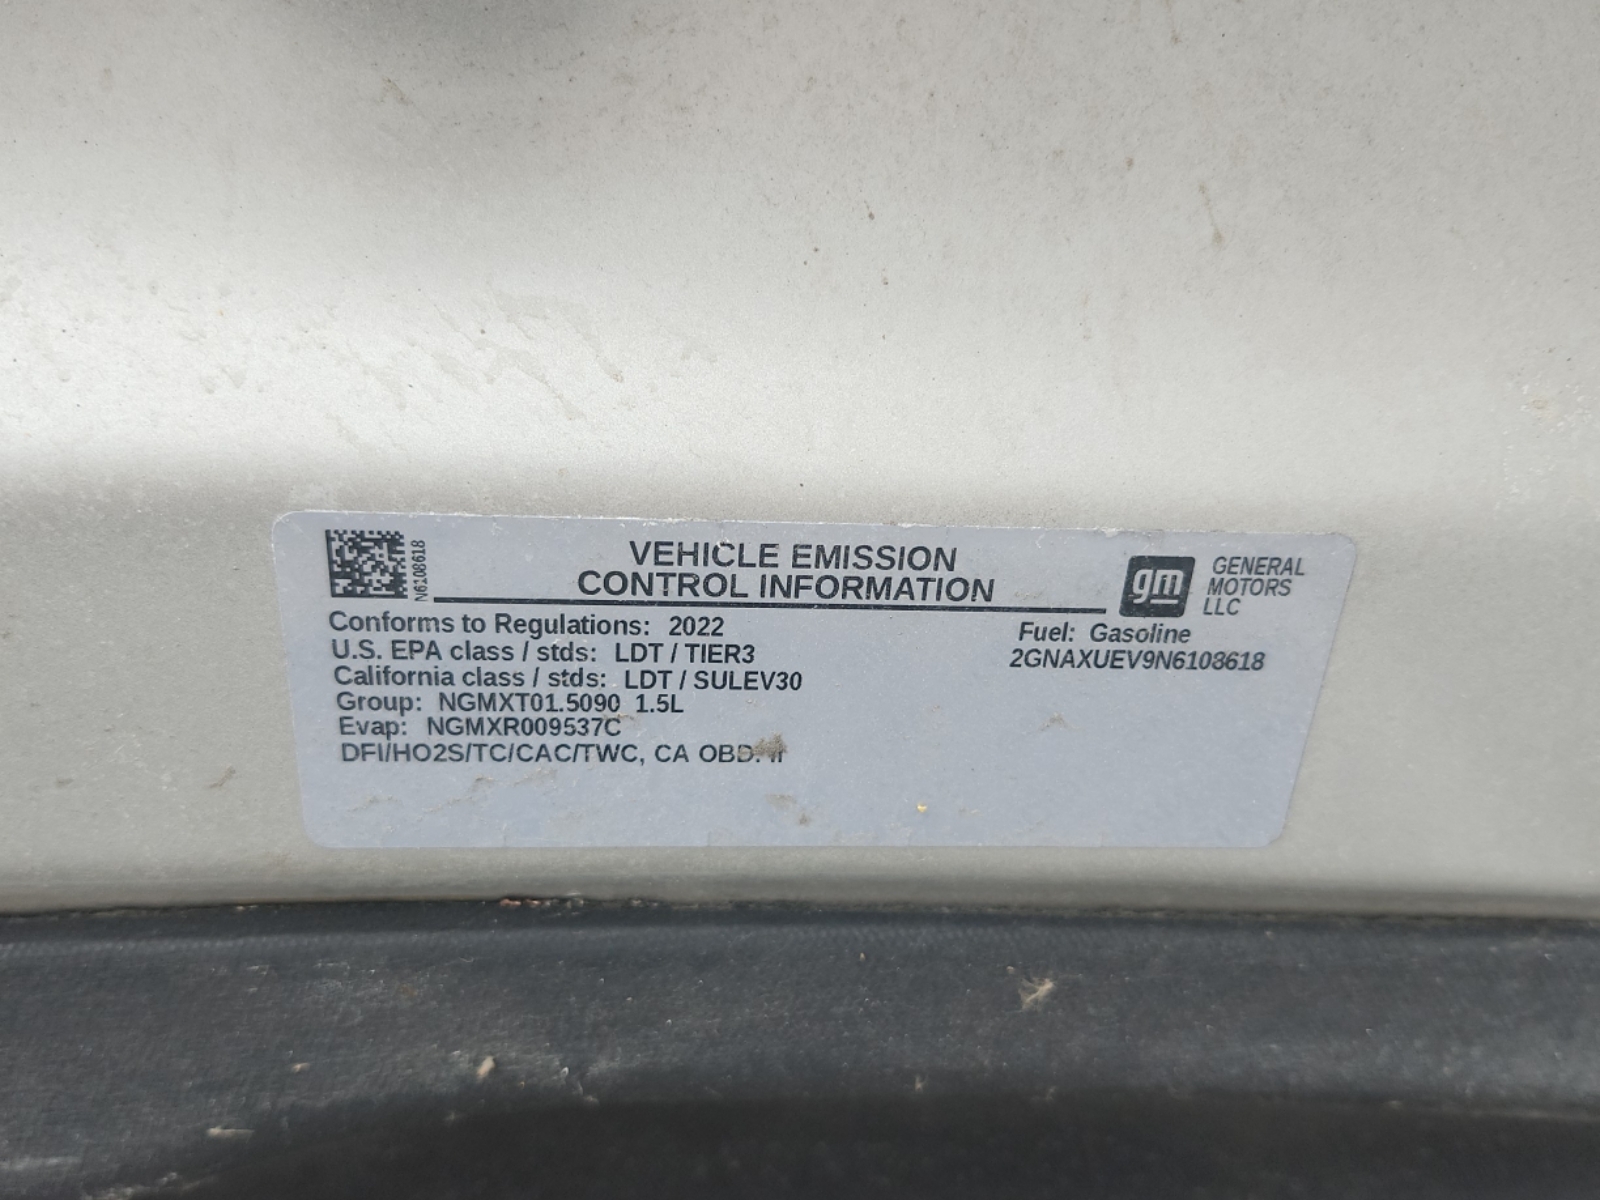 N6108618
VEHICLE EMISSION
CONTROL INFORMATION
gm
GENERAL
MOTORS
LLC
Conforms to Regulations: 2022
U.S. EPA class / stds: LDT / TIER3
California class / stds: LDT / SULEV30
Group: NGMXT01.5090 1.5L
Evap: NGMXR009537C
DFI/HO2S/TC/CAC/TWC, CA OBD. II
Fuel: Gasoline
2GNAXUEV9N6108618